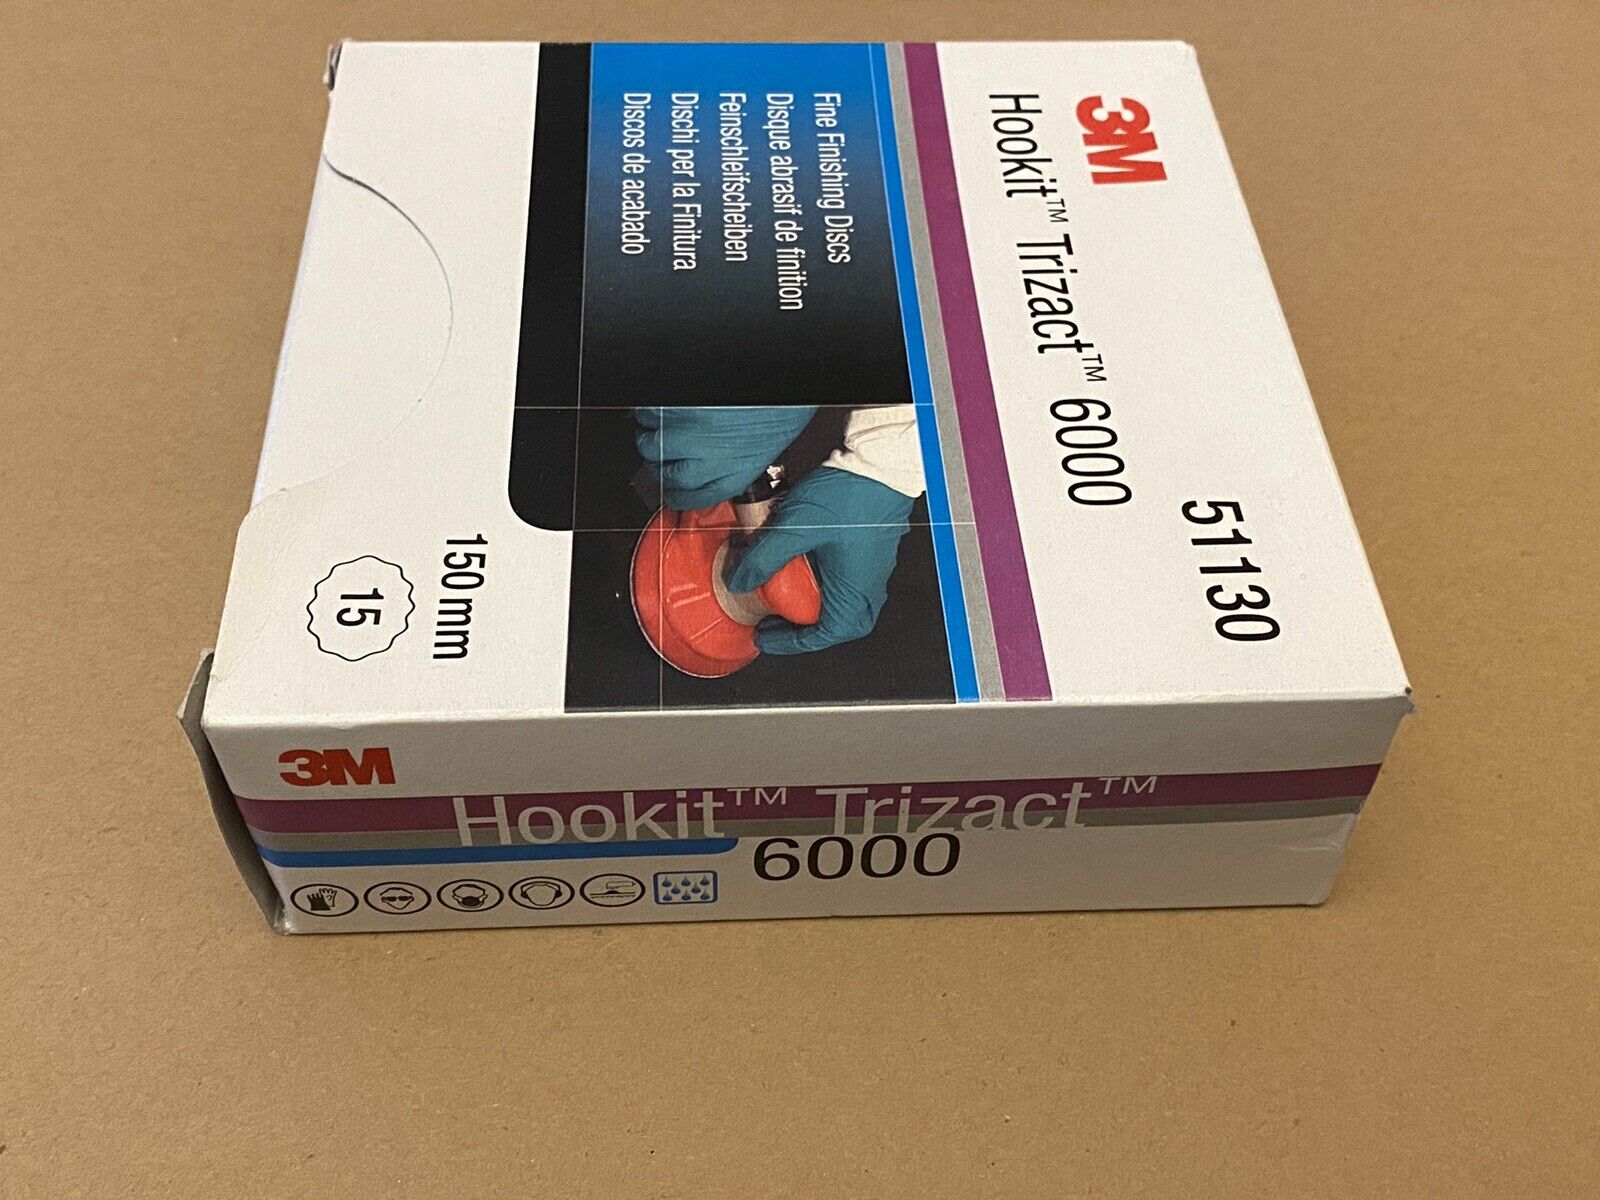 3M
51130
Hookit™ Trizact™ 6000
Fine Finishing Discs
Disque abrasif de finition
Feinschleifscheiben
Dischi per la Finitura
Discos de acabado
150 mm
15
3M
Hookit™ Trizact™
6000